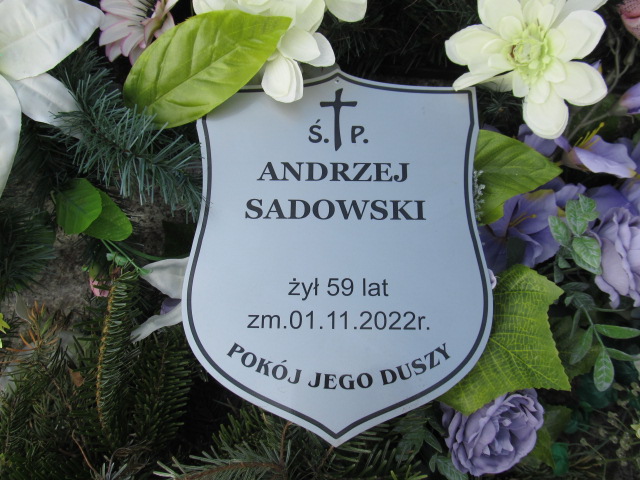 Ś. P.
ANDRZEJ
SADOWSKI
żył 59 lat
zm.01.11.2022r.
POKÓJ JEGO DUSZY